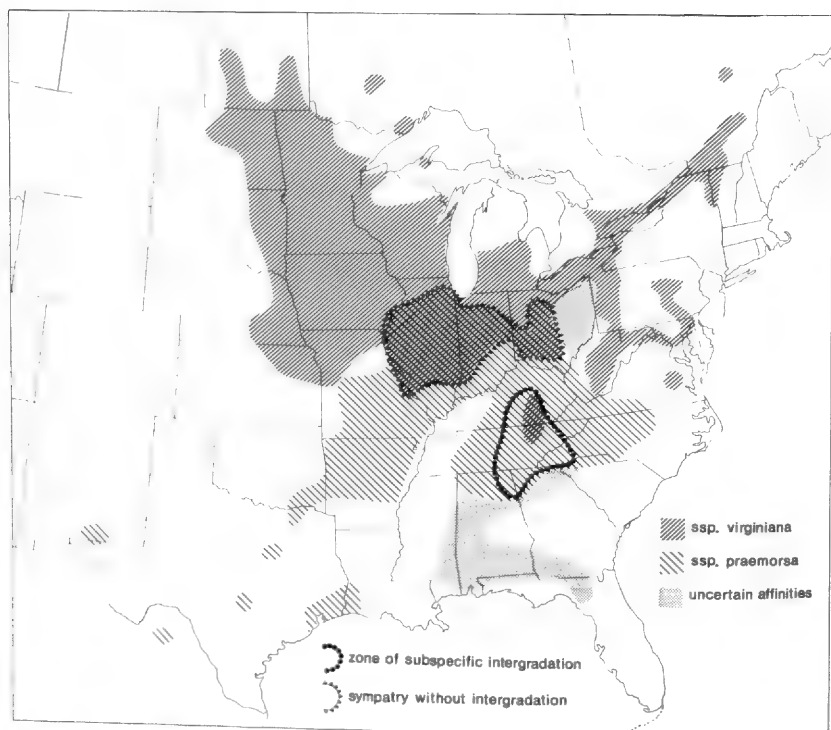 ssp. virginiana
ssp. praemorsa
uncertain affinities
zone of subspecific intergradation
sympatry without intergradation